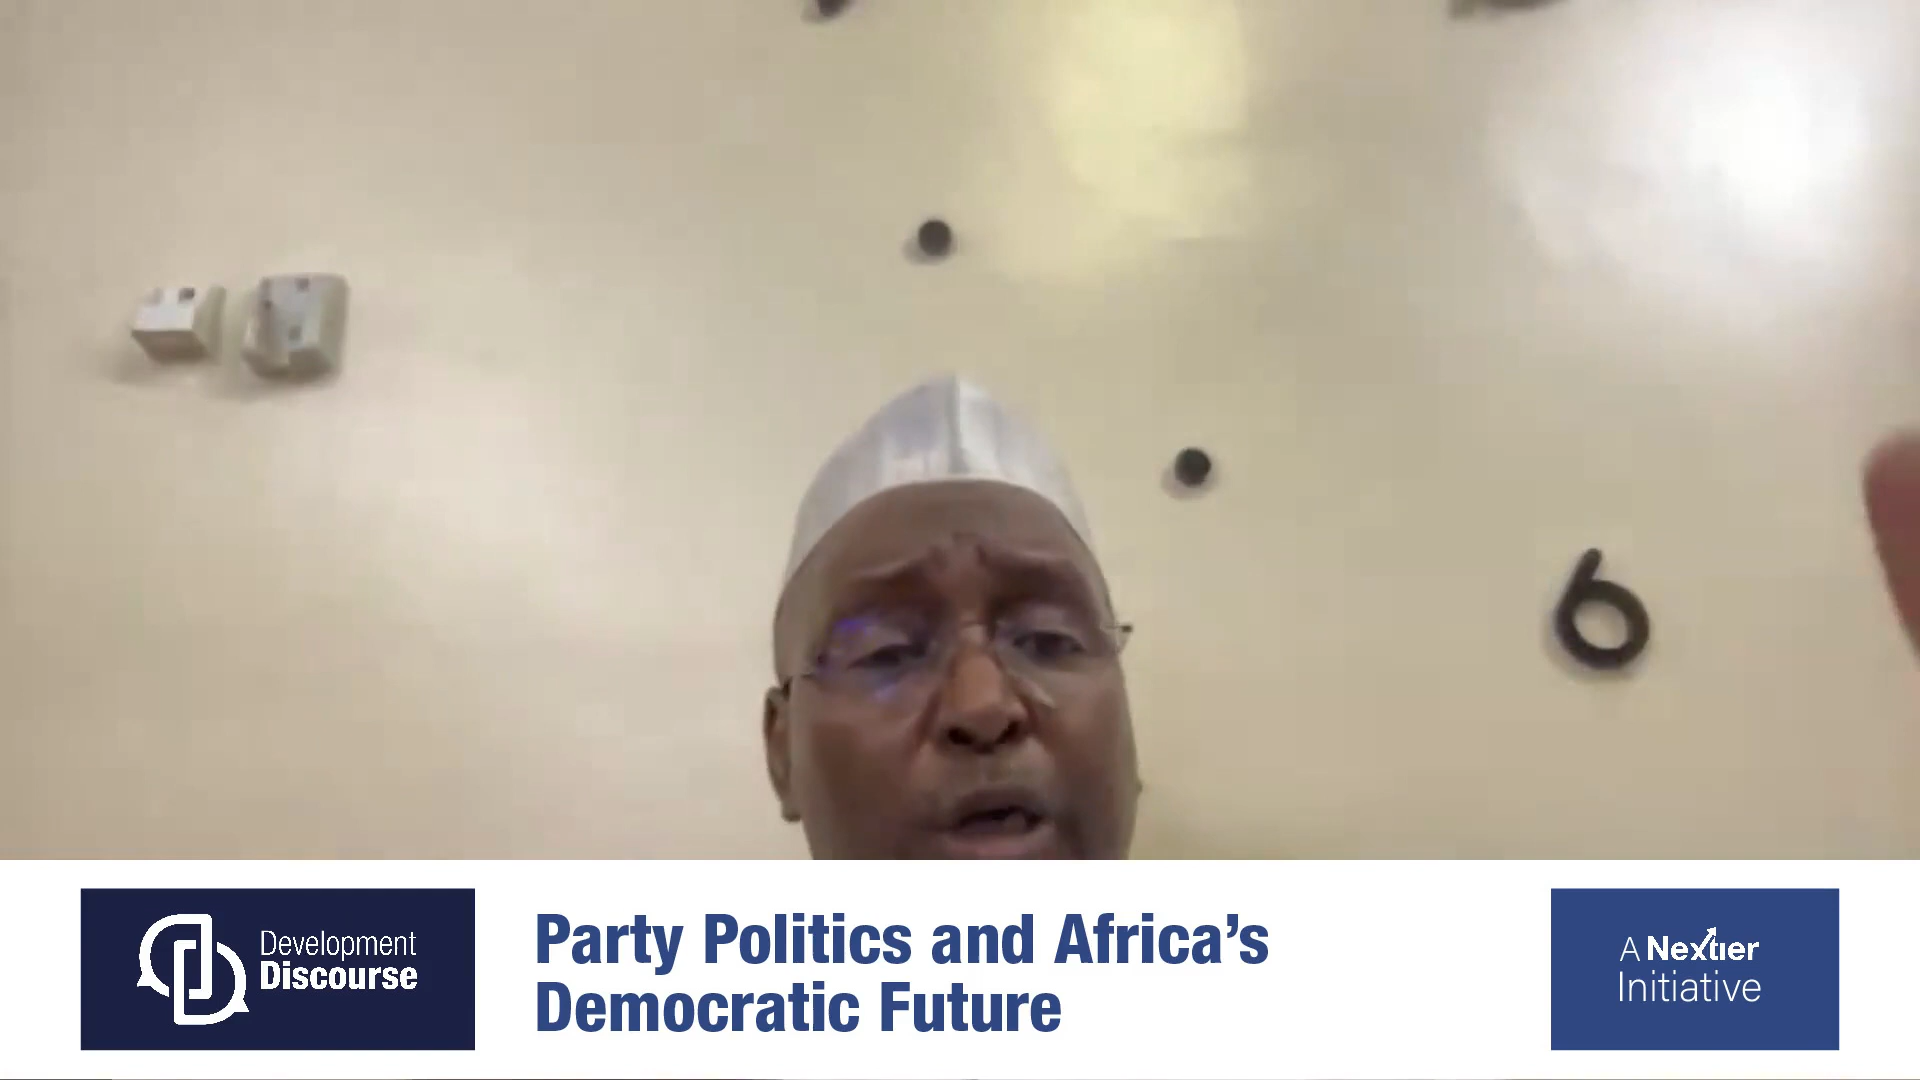 6
Development
Discourse
Party Politics and Africa's
Democratic Future
A Nextier
Initiative